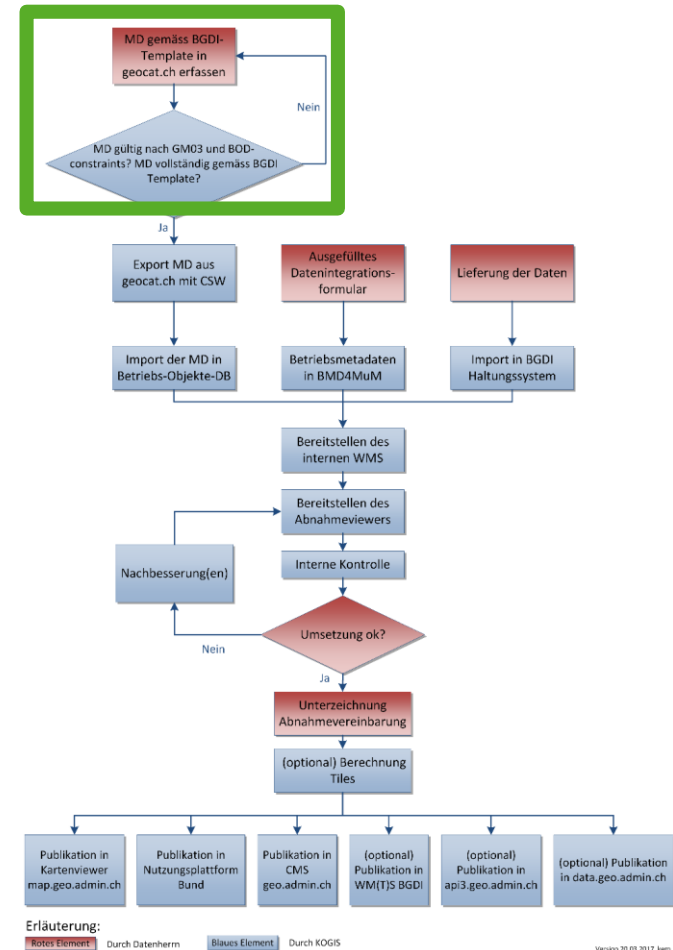 MD gemäss BGDI-
Template in
geocat.ch erfassen
Nein
MD gültig nach GM03 und BOD-
constraints? MD vollständig gemäss BGDI
Template?
Ja
Export MD aus
geocat.ch mit CSW
Ausgefülltes
Datenintegrations-
formular
Lieferung der Daten
Import der MD in
Betriebs-Objekte-DB
Betriebsmetadaten
in BMD4MuM
Import in BGDI
Haltungssystem
Bereitstellen des
internen WMS
Bereitstellen des
Abnahmeviewers
Nachbesserung(en)
Interne Kontrolle
Umsetzung ok?
Nein
Ja
Unterzeichnung
Abnahmevereinbarung
(optional) Berechnung
Tiles
Publikation in
Kartenviewer
map.geo.admin.ch
Publikation in
Nutzungsplattform
Bund
Publikation in
CMS
geo.admin.ch
(optional)
Publikation in
WM(T)S BGDI
(optional)
Publikation in
api3.geo.admin.ch
(optional) Publikation
in data.geo.admin.ch
Erläuterung:
Rotes Element Durch Datenherrn Blaues Element Durch KOGIS
Version 20.03.2017